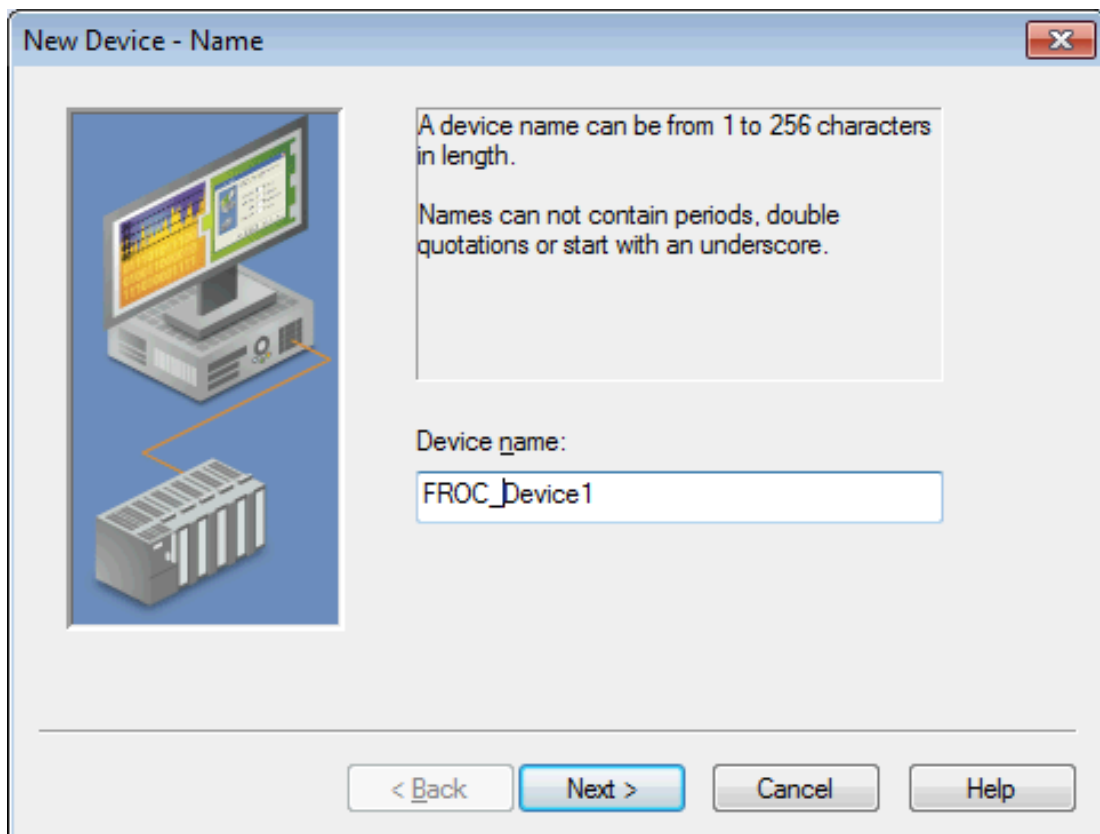 New Device - Name
A device name can be from 1 to 256 characters
in length.
Names can not contain periods, double
quotations or start with an underscore.
Device name:
FROC_Device1
< Back
Next >
Cancel
Help